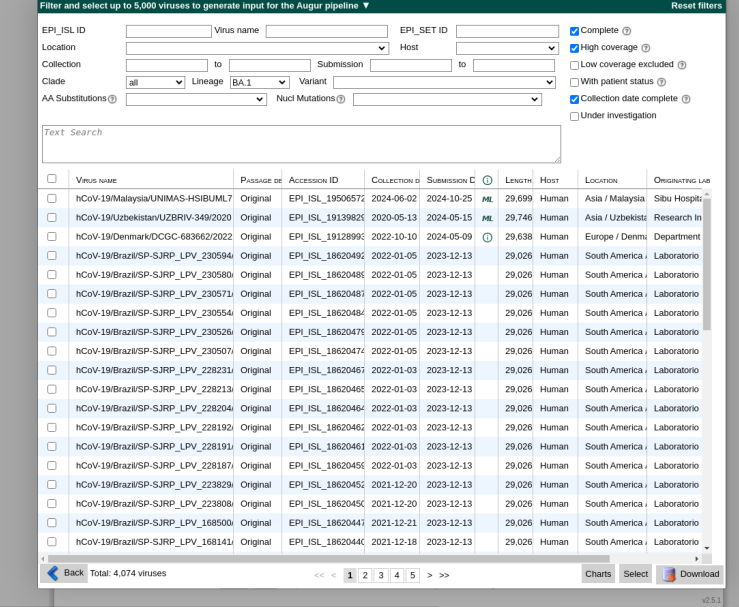 Filter and select up to 5,000 viruses to generate input for the Augur pipeline ▼ Reset filters
EPI_ISL ID Virus name EPI_SET ID Complete
Location Host High coverage
Collection to Submission to Low coverage excluded
Clade all Lineage BA.1 Variant With patient status
AA Substitutions Nucl Mutations Collection date complete
Under investigation
Text Search
Virus name Passage de Accession ID Collection d Submission D Length Host Location Originating lab
hCoV-19/Malaysia/UNIMAS-HSIBUML7 Original EPI_ISL_19506572 2024-06-02 2024-10-25 ML 29,699 Human Asia / Malaysia Sibu Hospita
hCoV-19/Uzbekistan/UZBRIV-349/2020 Original EPI_ISL_19139829 2020-05-13 2024-05-15 ML 29,746 Human Asia / Uzbekista Research In
hCoV-19/Denmark/DCGC-683662/2022 Original EPI_ISL_19128993 2022-10-10 2024-05-09 29,638 Human Europe / Denma Department
hCoV-19/Brazil/SP-SJRP_LPV_230594/ Original EPI_ISL_18620492 2022-01-05 2023-12-13 29,026 Human South America / Laboratorio
hCoV-19/Brazil/SP-SJRP_LPV_230580/ Original EPI_ISL_18620489 2022-01-05 2023-12-13 29,026 Human South America / Laboratorio
hCoV-19/Brazil/SP-SJRP_LPV_230571/ Original EPI_ISL_18620487 2022-01-05 2023-12-13 29,026 Human South America / Laboratorio
hCoV-19/Brazil/SP-SJRP_LPV_230554/ Original EPI_ISL_18620484 2022-01-05 2023-12-13 29,026 Human South America / Laboratorio
hCoV-19/Brazil/SP-SJRP_LPV_230526/ Original EPI_ISL_18620479 2022-01-05 2023-12-13 29,026 Human South America / Laboratorio
hCoV-19/Brazil/SP-SJRP_LPV_230507/ Original EPI_ISL_18620474 2022-01-05 2023-12-13 29,026 Human South America / Laboratorio
hCoV-19/Brazil/SP-SJRP_LPV_228231/ Original EPI_ISL_18620467 2022-01-03 2023-12-13 29,026 Human South America / Laboratorio
hCoV-19/Brazil/SP-SJRP_LPV_228213/ Original EPI_ISL_18620465 2022-01-03 2023-12-13 29,026 Human South America / Laboratorio
hCoV-19/Brazil/SP-SJRP_LPV_228204/ Original EPI_ISL_18620464 2022-01-03 2023-12-13 29,026 Human South America / Laboratorio
hCoV-19/Brazil/SP-SJRP_LPV_228192/ Original EPI_ISL_18620462 2022-01-03 2023-12-13 29,026 Human South America / Laboratorio
hCoV-19/Brazil/SP-SJRP_LPV_228191/ Original EPI_ISL_18620461 2022-01-03 2023-12-13 29,026 Human South America / Laboratorio
hCoV-19/Brazil/SP-SJRP_LPV_228187/ Original EPI_ISL_18620459 2022-01-03 2023-12-13 29,026 Human South America / Laboratorio
hCoV-19/Brazil/SP-SJRP_LPV_223829/ Original EPI_ISL_18620452 2021-12-20 2023-12-13 29,026 Human South America / Laboratorio
hCoV-19/Brazil/SP-SJRP_LPV_223808/ Original EPI_ISL_18620450 2021-12-20 2023-12-13 29,026 Human South America / Laboratorio
hCoV-19/Brazil/SP-SJRP_LPV_168500/ Original EPI_ISL_18620447 2021-12-21 2023-12-13 29,026 Human South America / Laboratorio
hCoV-19/Brazil/SP-SJRP_LPV_168141/ Original EPI_ISL_18620440 2021-12-18 2023-12-13 29,026 Human South America / Laboratorio
Back Total: 4,074 viruses << < 1 2 3 4 5 > >> Charts Select Download
v2.5.1